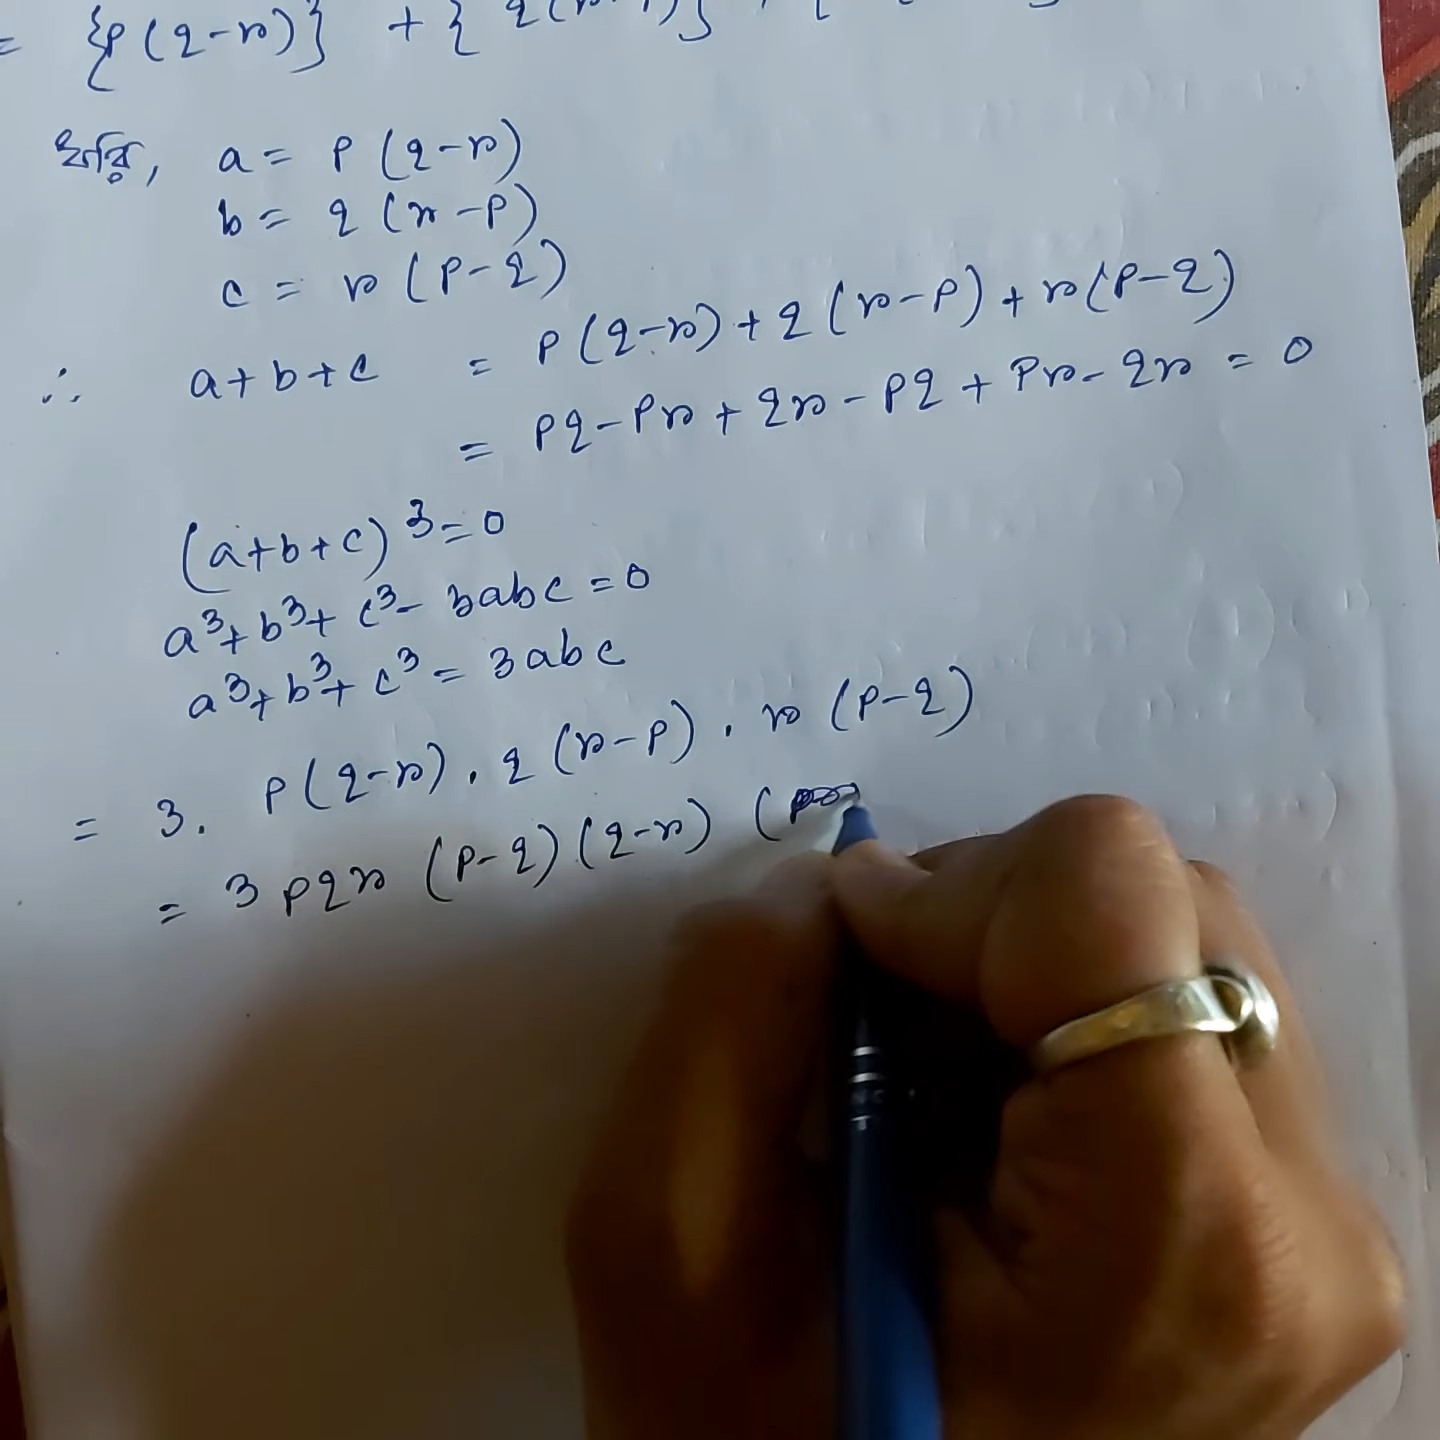 = {p(q-r)} + {
ধরি, a = p (q-r)
b = q (r-p)
c = r (p-q)
∴ a+b+c = p(q-r)+q(r-p)+r(p-q)
= pq-pr+qr-pq+pr-qr = 0
(a+b+c)³=0
a³+b³+c³-3abc=0
a³+b³+c³=3abc
= 3. p(q-r).q(r-p).r(p-q)
= 3pqr (p-q)(q-r) (